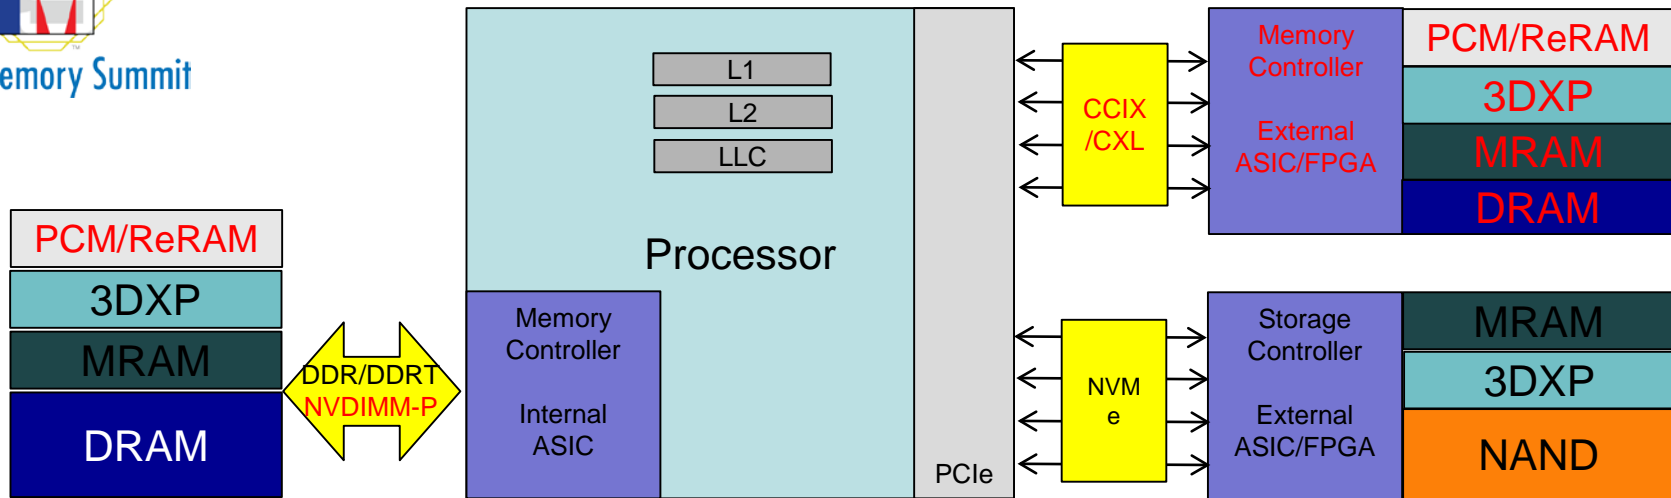 emory Summit
L1
L2
LLC
Processor
Memory
Controller
Internal
ASIC
PCIe
PCM/ReRAM
3DXP
MRAM
DRAM
DDR/DDRT
NVDIMM-P
CCIX
/CXL
Memory
Controller
External
ASIC/FPGA
PCM/ReRAM
3DXP
MRAM
DRAM
NVM
e
Storage
Controller
External
ASIC/FPGA
MRAM
3DXP
NAND